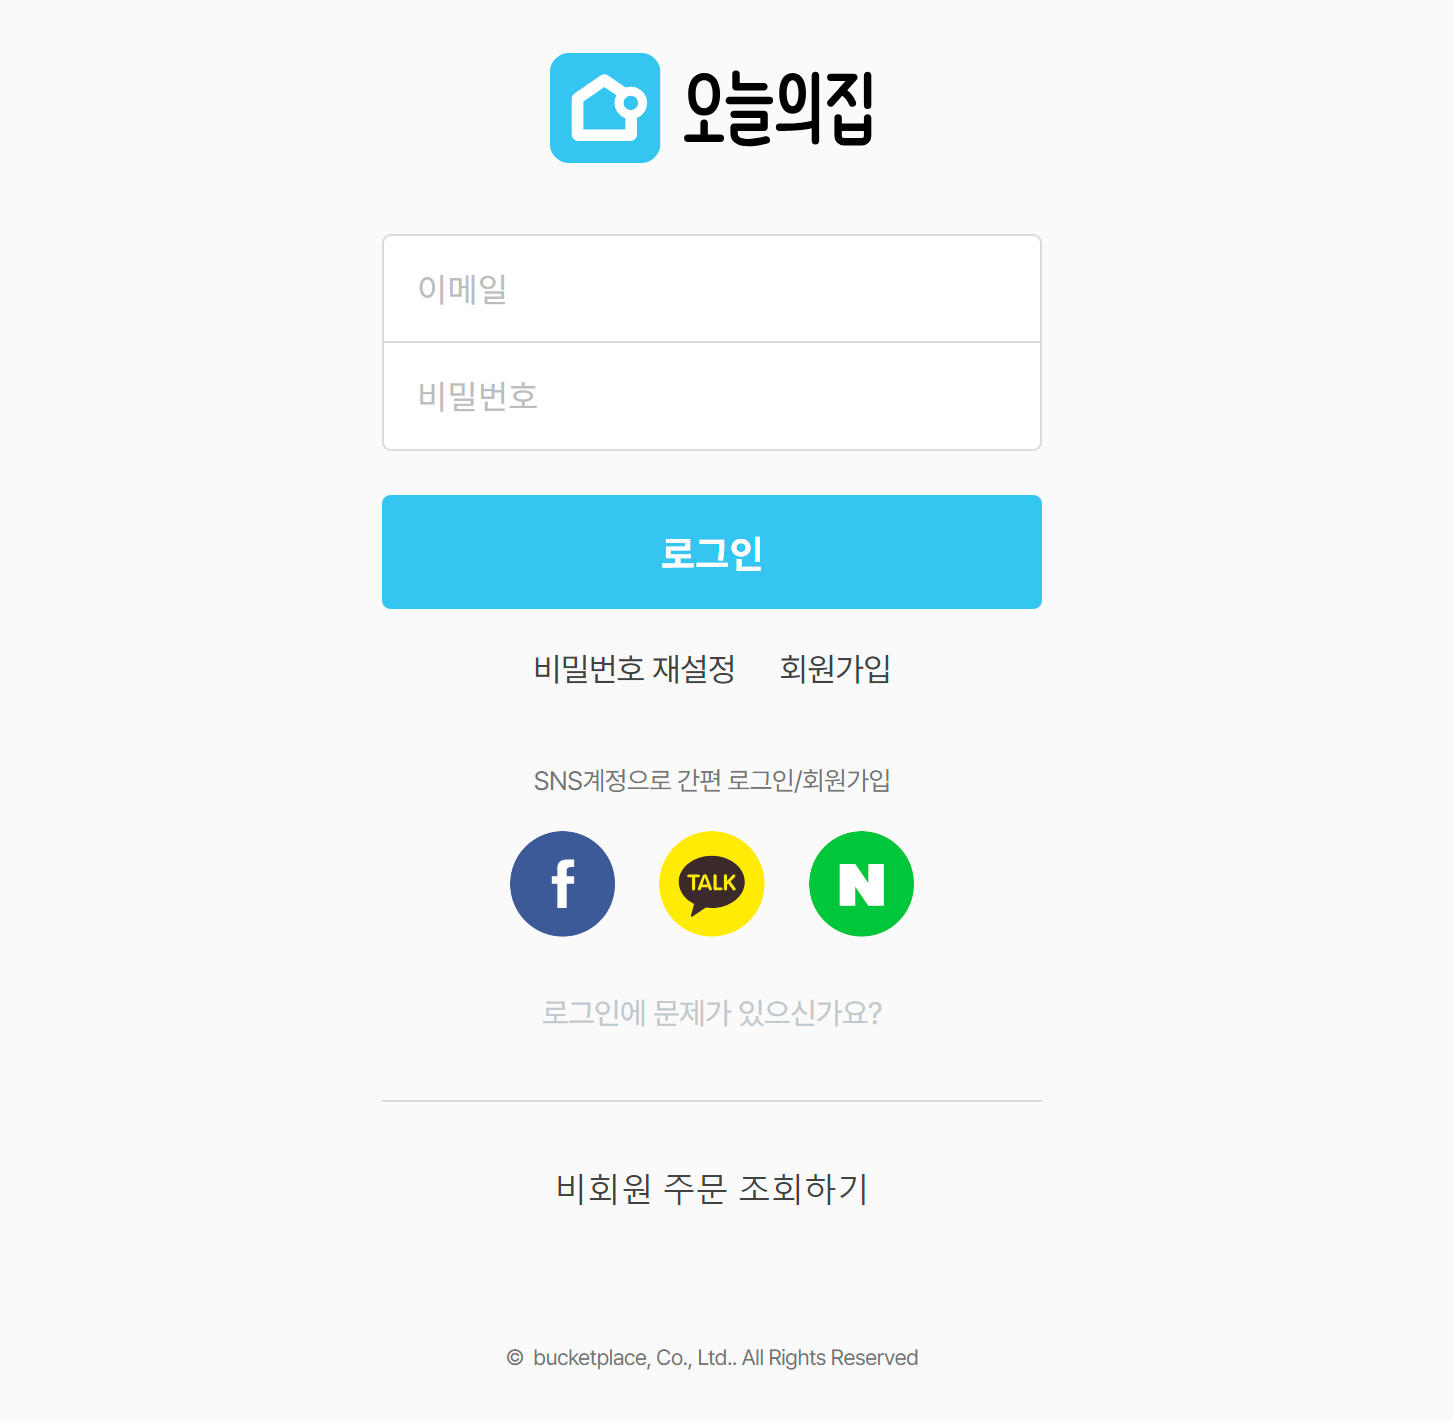 오늘의집
이메일
비밀번호
로그인
비밀번호 재설정 회원가입
SNS계정으로 간편 로그인/회원가입
f TALK N
로그인에 문제가 있으신가요?
비회원 주문 조회하기
© bucketplace, Co., Ltd.. All Rights Reserved